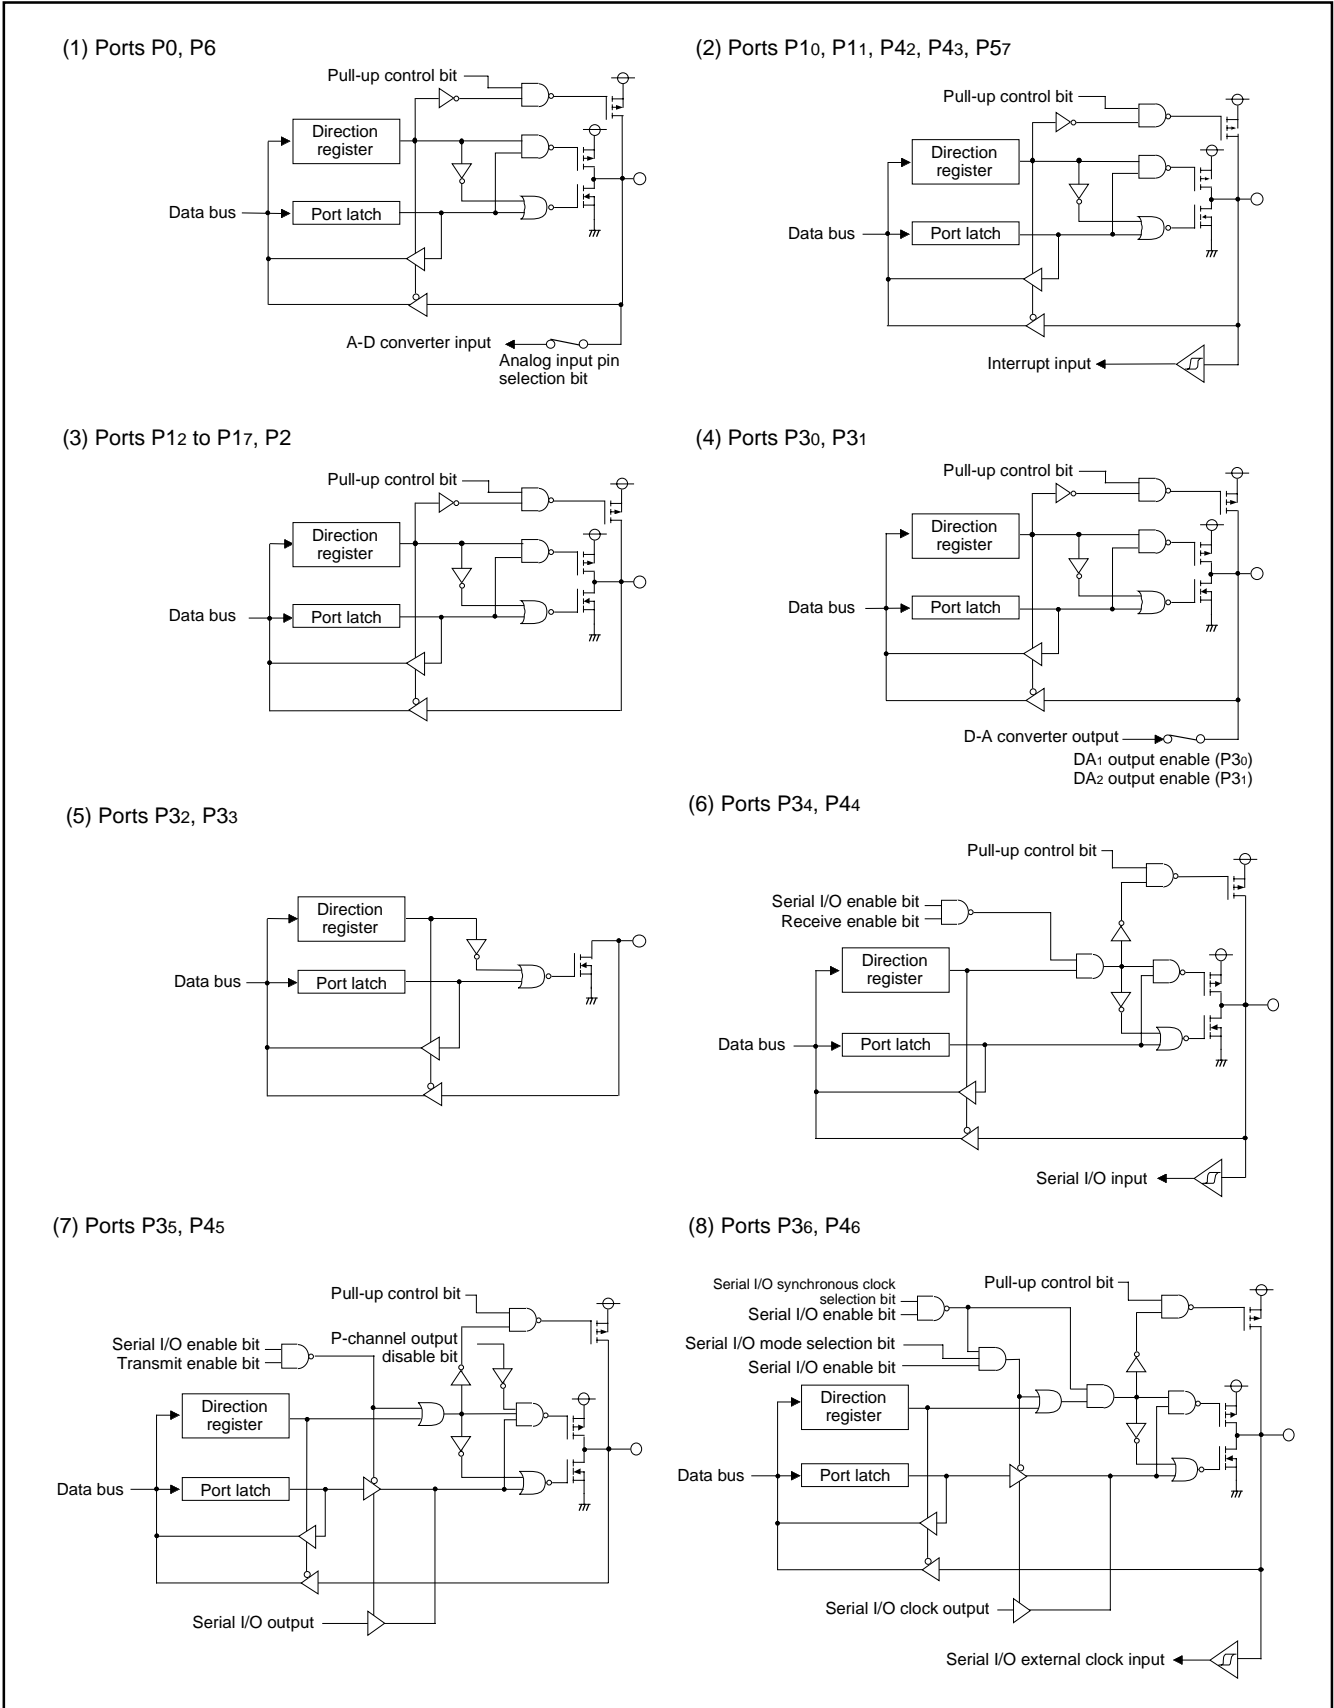 (1) Ports P0, P6
Pull-up control bit
Direction
register
Data bus
Port latch
A-D converter input
Analog input pin
selection bit
(2) Ports P10, P11, P42, P43, P57
Pull-up control bit
Direction
register
Data bus
Port latch
Interrupt input
(3) Ports P12 to P17, P2
Pull-up control bit
Direction
register
Data bus
Port latch
(4) Ports P30, P31
Pull-up control bit
Direction
register
Data bus
Port latch
D-A converter output
DA1 output enable (P30)
DA2 output enable (P31)
(5) Ports P32, P33
Direction
register
Data bus
Port latch
(6) Ports P34, P44
Pull-up control bit
Serial I/O enable bit
Receive enable bit
Direction
register
Data bus
Port latch
Serial I/O input
(7) Ports P35, P45
Pull-up control bit
Serial I/O enable bit
Transmit enable bit
P-channel output
disable bit
Direction
register
Data bus
Port latch
Serial I/O output
(8) Ports P36, P46
Serial I/O synchronous clock
selection bit
Serial I/O enable bit
Pull-up control bit
Serial I/O mode selection bit
Serial I/O enable bit
Direction
register
Data bus
Port latch
Serial I/O clock output
Serial I/O external clock input